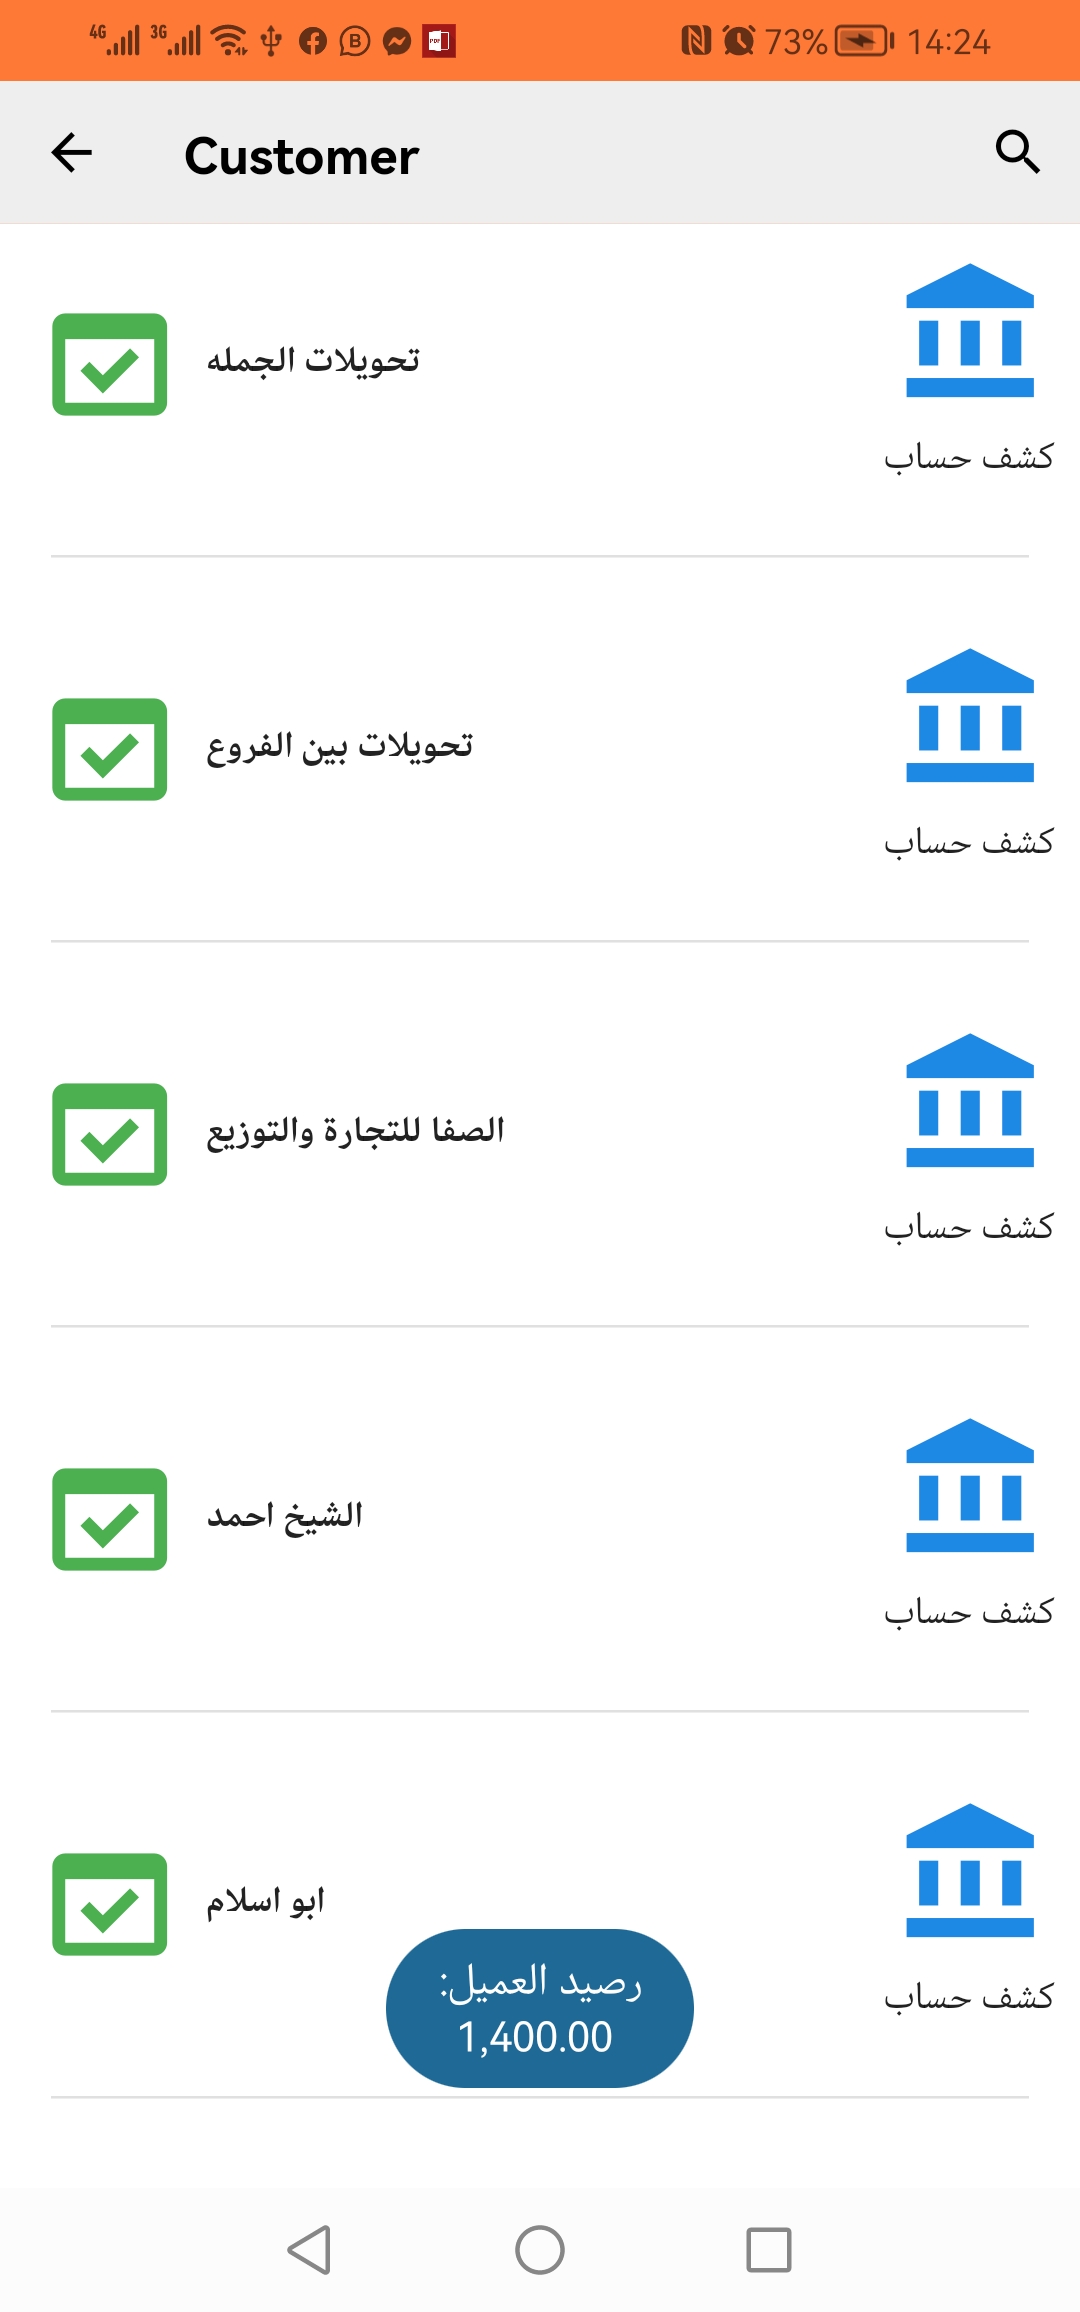 4G 3G 73% 14:24
Customer
تحويلات الجمله
كشف حساب
تحويلات بين الفروع
كشف حساب
الصفا للتجارة والتوزيع
كشف حساب
الشيخ احمد
كشف حساب
ابو اسلام
كشف حساب
رصيد العميل:
1,400.00